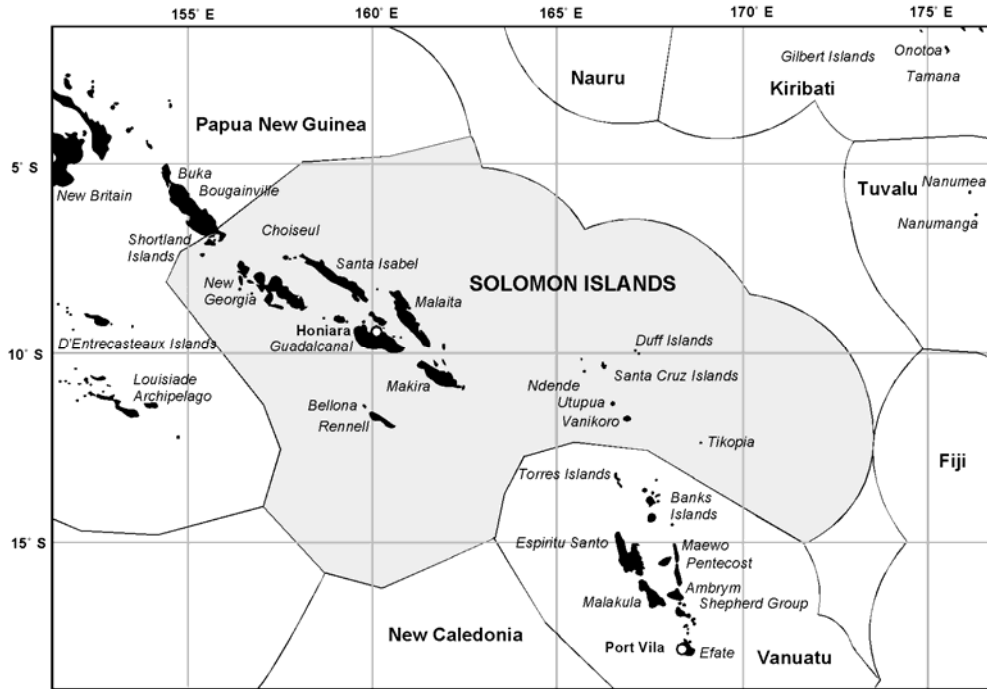 155° E
160° E
165° E
170° E
175° E
Gilbert Islands
Onotoa
Tamana
Nauru
Kiribati
Papua New Guinea
5° S
Buka
Bougainville
New Britain
Tuvalu
Nanumea
Nanumanga
Shortland
Islands
Choiseul
Santa Isabel
SOLOMON ISLANDS
New
Georgia
Malaita
Honiara
Guadalcanal
D'Entrecasteaux Islands
10° S
Duff Islands
Louisiade
Archipelago
Makira
Ndende
Santa Cruz Islands
Utupua
Vanikoro
Bellona
Rennell
Tikopia
Fiji
Torres Islands
Banks
Islands
15° S
Espiritu Santo
Maewo
Pentecost
Ambrym
Malakula
Shepherd Group
New Caledonia
Port Vila
Efate
Vanuatu